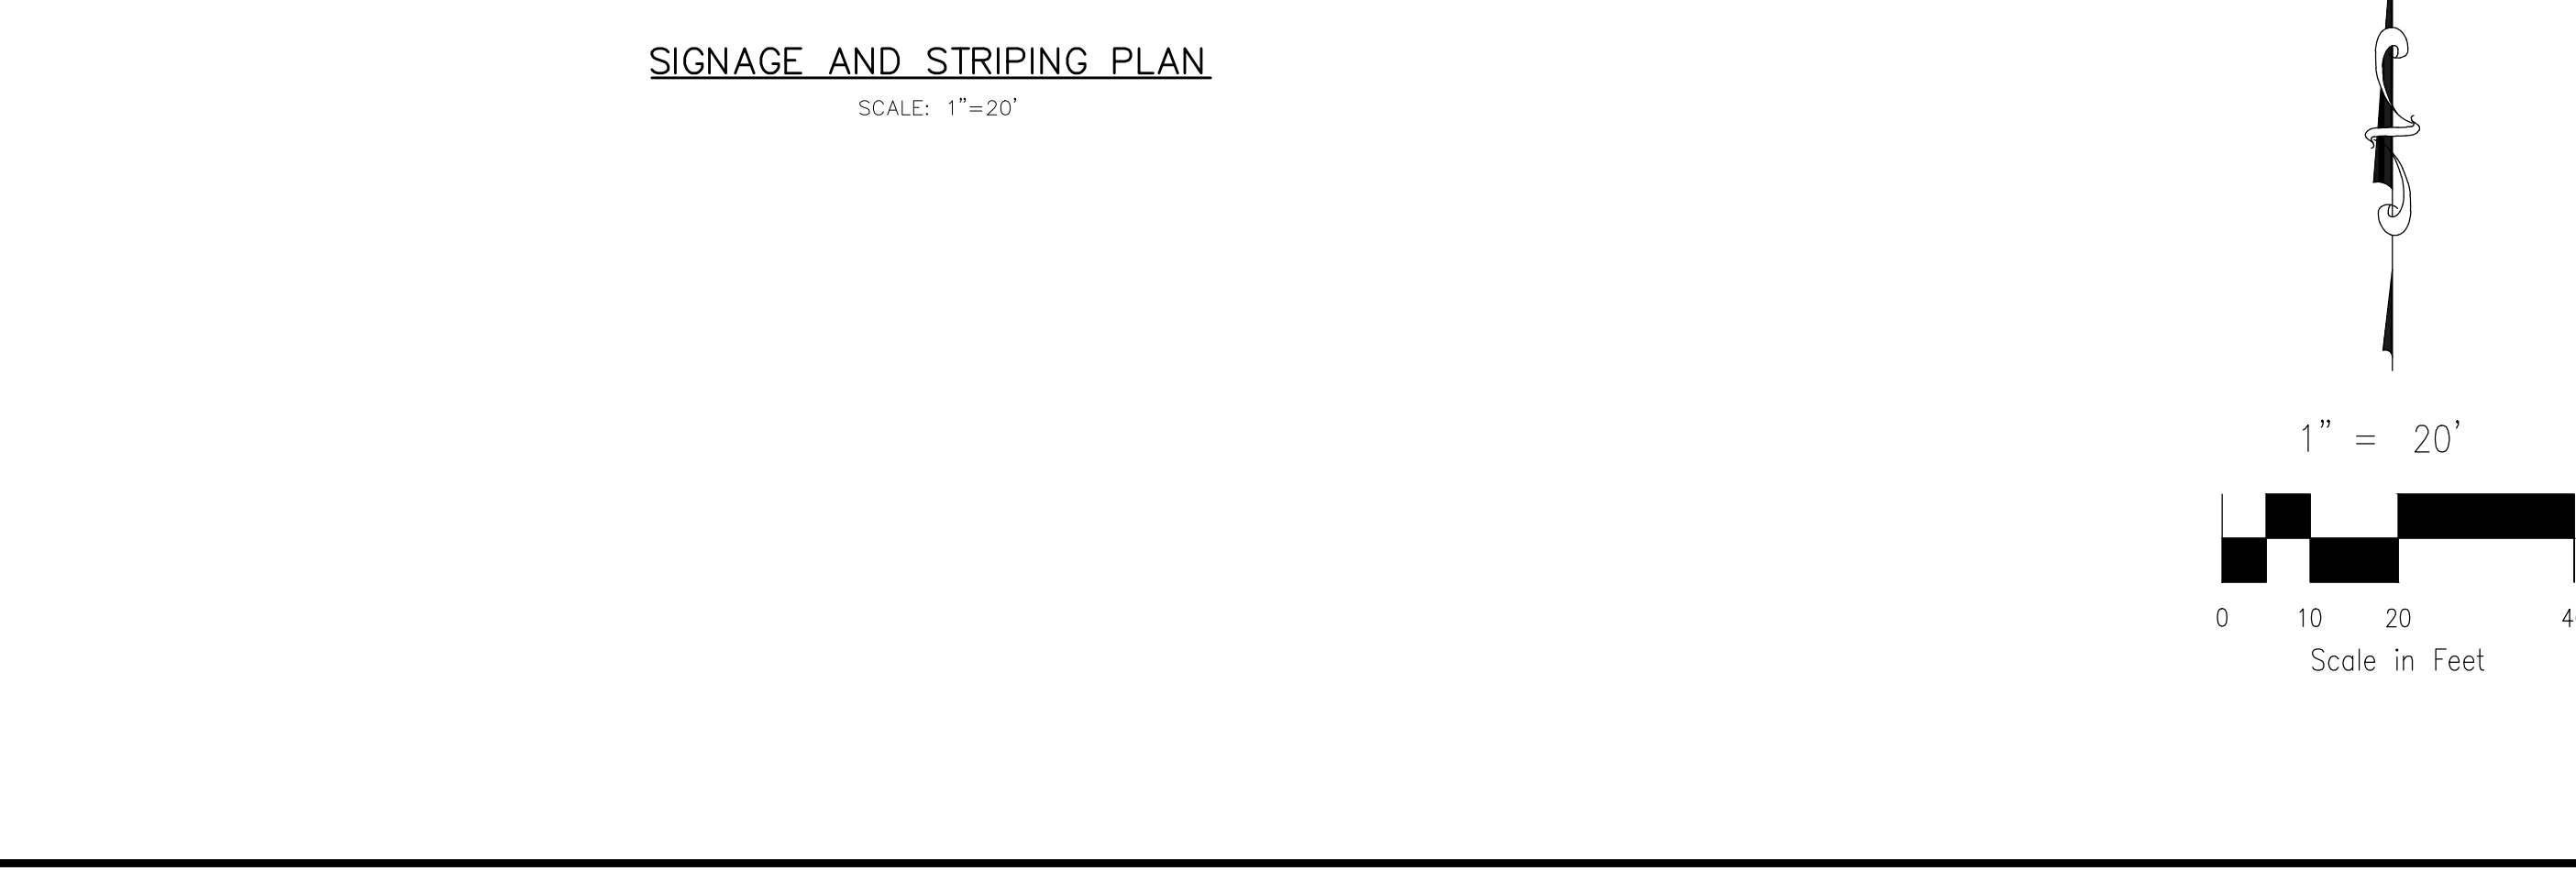 SIGNAGE AND STRIPING PLAN
SCALE: 1"=20'
1" = 20'
0 10 20
Scale in Feet